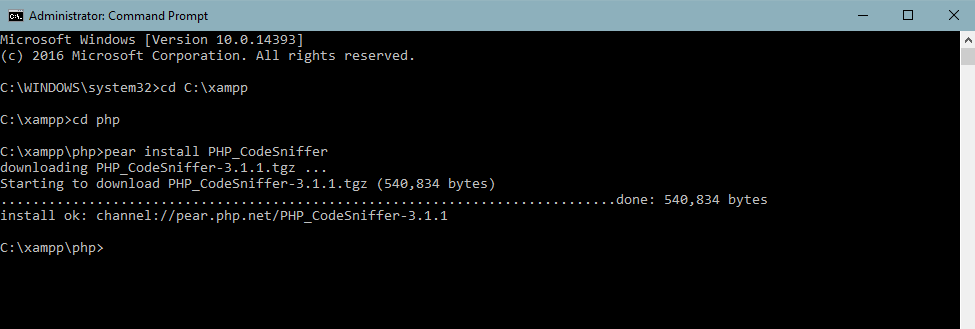 Administrator: Command Prompt
Microsoft Windows [Version 10.0.14393]
(c) 2016 Microsoft Corporation. All rights reserved.
C:\WINDOWS\system32>cd C:\xampp
C:\xampp>cd php
C:\xampp\php>pear install PHP_CodeSniffer
downloading PHP_CodeSniffer-3.1.1.tgz ...
Starting to download PHP_CodeSniffer-3.1.1.tgz (540,834 bytes)
.............................................................................done: 540,834 bytes
install ok: channel://pear.php.net/PHP_CodeSniffer-3.1.1
C:\xampp\php>